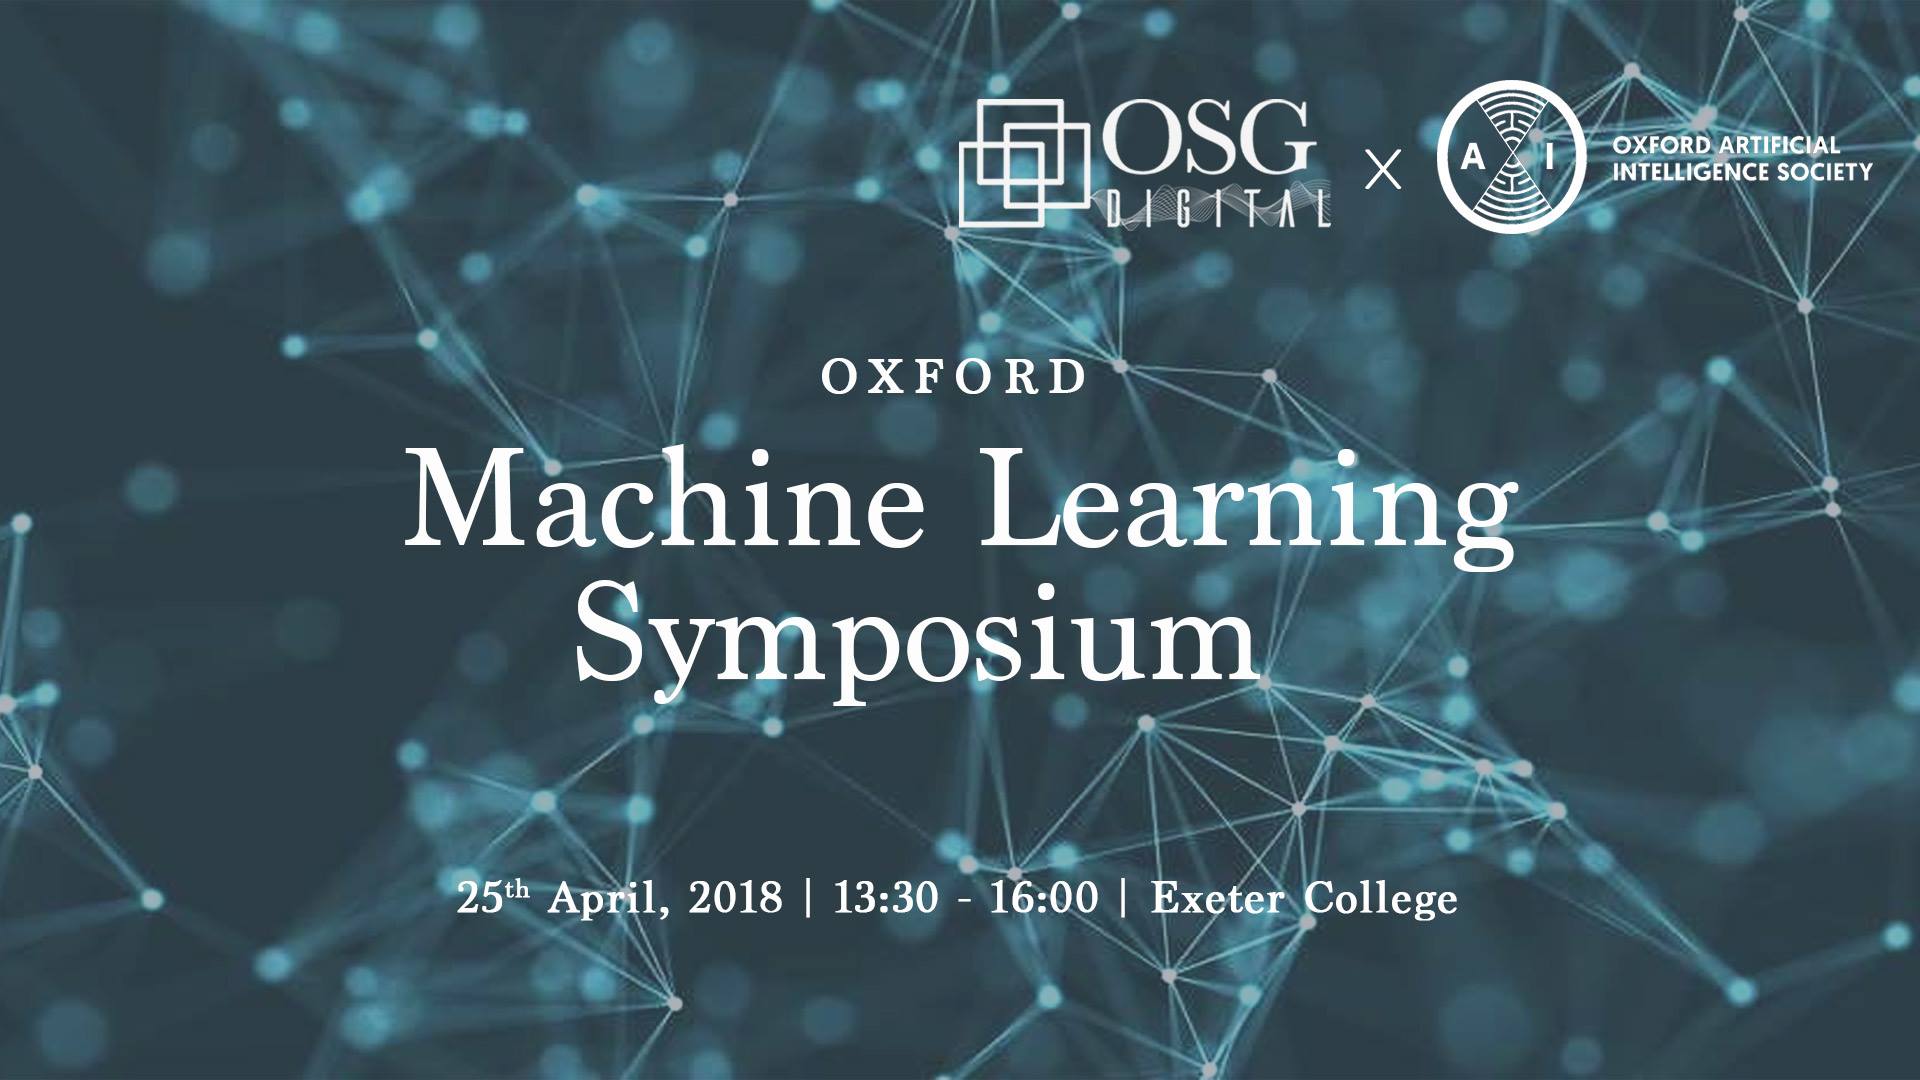 OSG
DIGITAL
X
A I
OXFORD ARTIFICIAL
INTELLIGENCE SOCIETY
OXFORD
Machine Learning
Symposium
25th April, 2018 | 13:30 - 16:00 | Exeter College